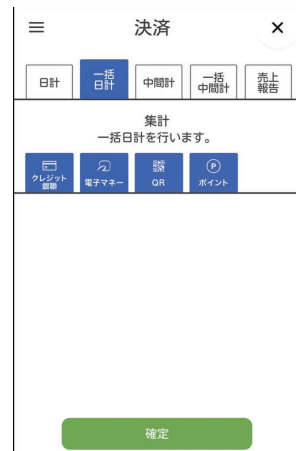 決済
日計
一括
日計
中間計
一括
中間計
売上
報告
集計
一括日計を行います。
クレジット
銀聯
電子マネー
QR
P
ポイント
確定